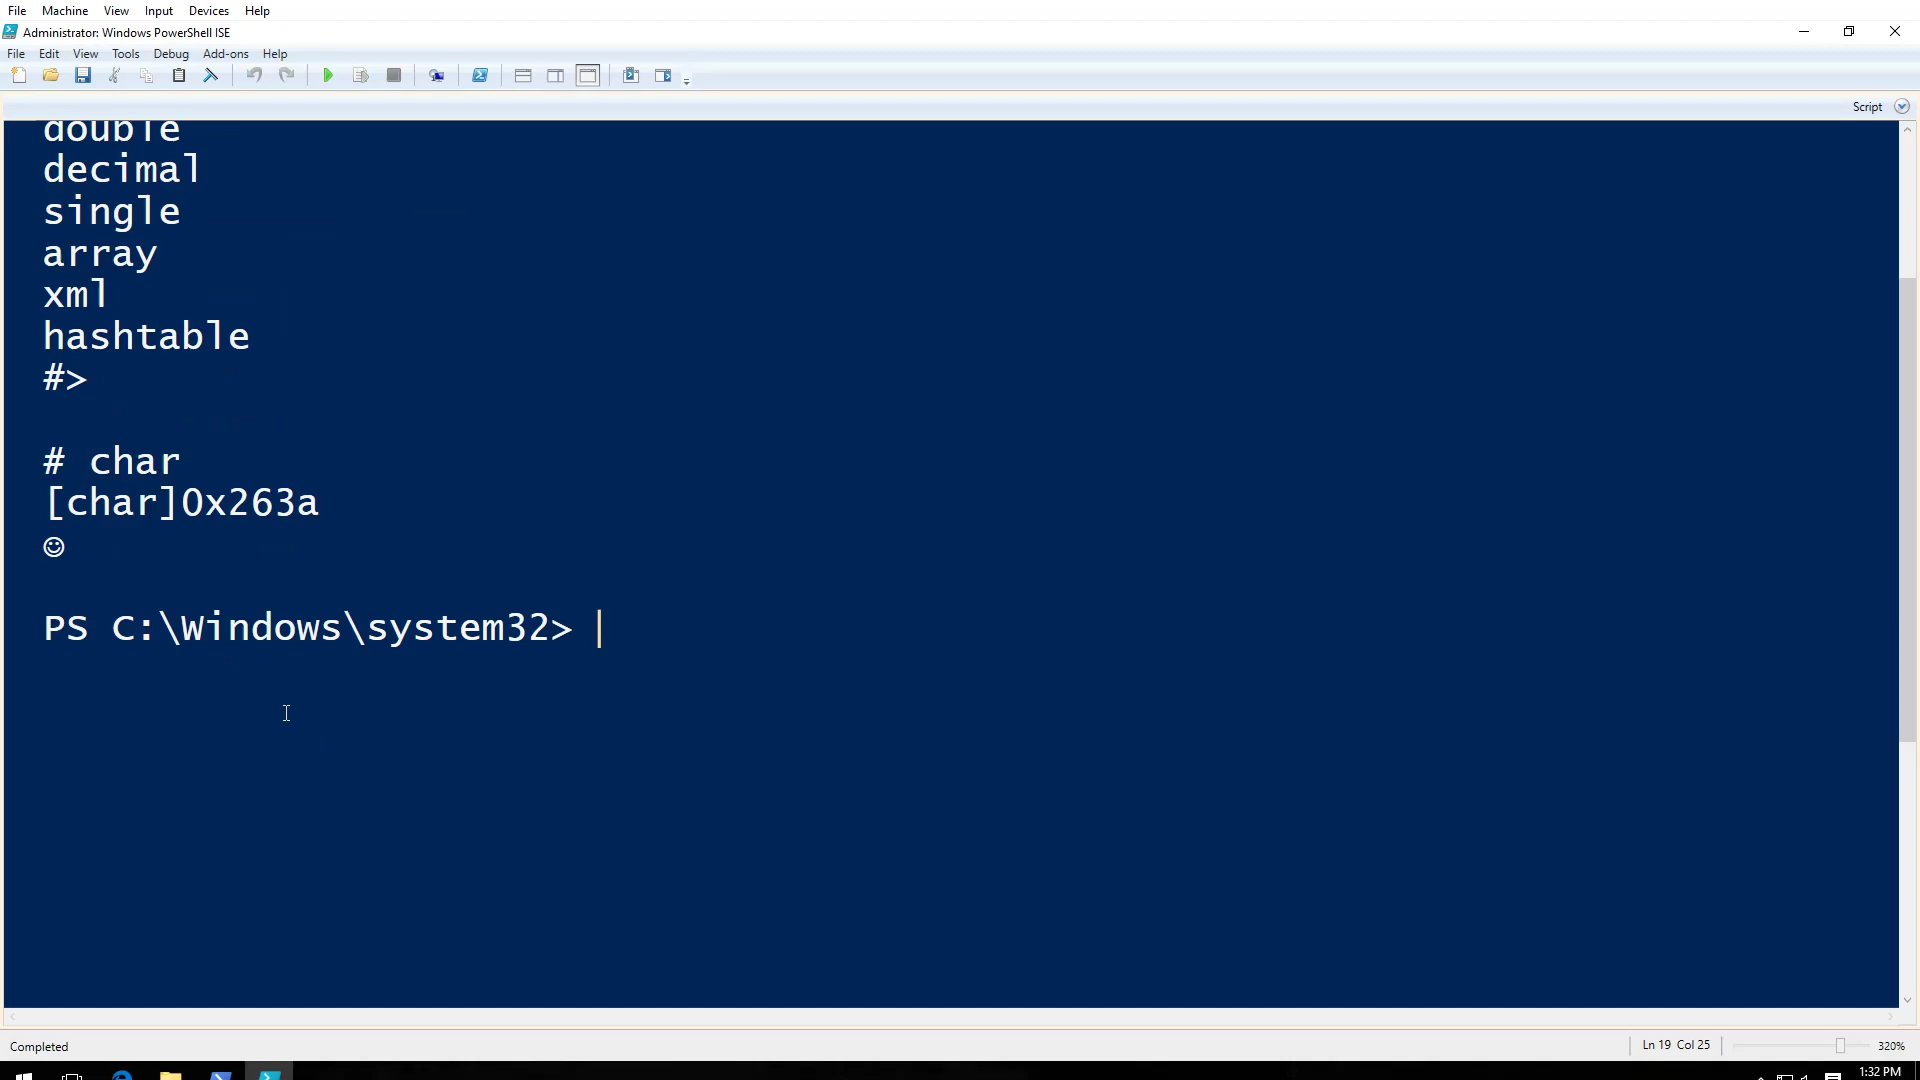 File Machine View Input Devices Help
Administrator: Windows PowerShell ISE
File Edit View Tools Debug Add-ons Help
Script
double
decimal
single
array
xml
hashtable
#>
# char
[char]0x263a
☺
PS C:\Windows\system32>
Completed
Ln 19 Col 25
320%
1:32 PM